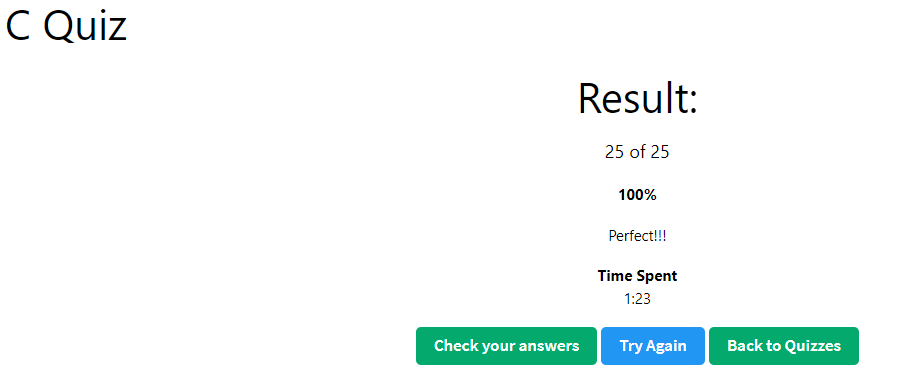 C Quiz
Result:
25 of 25
100%
Perfect!!!
Time Spent
1:23
Check your answers
Try Again
Back to Quizzes